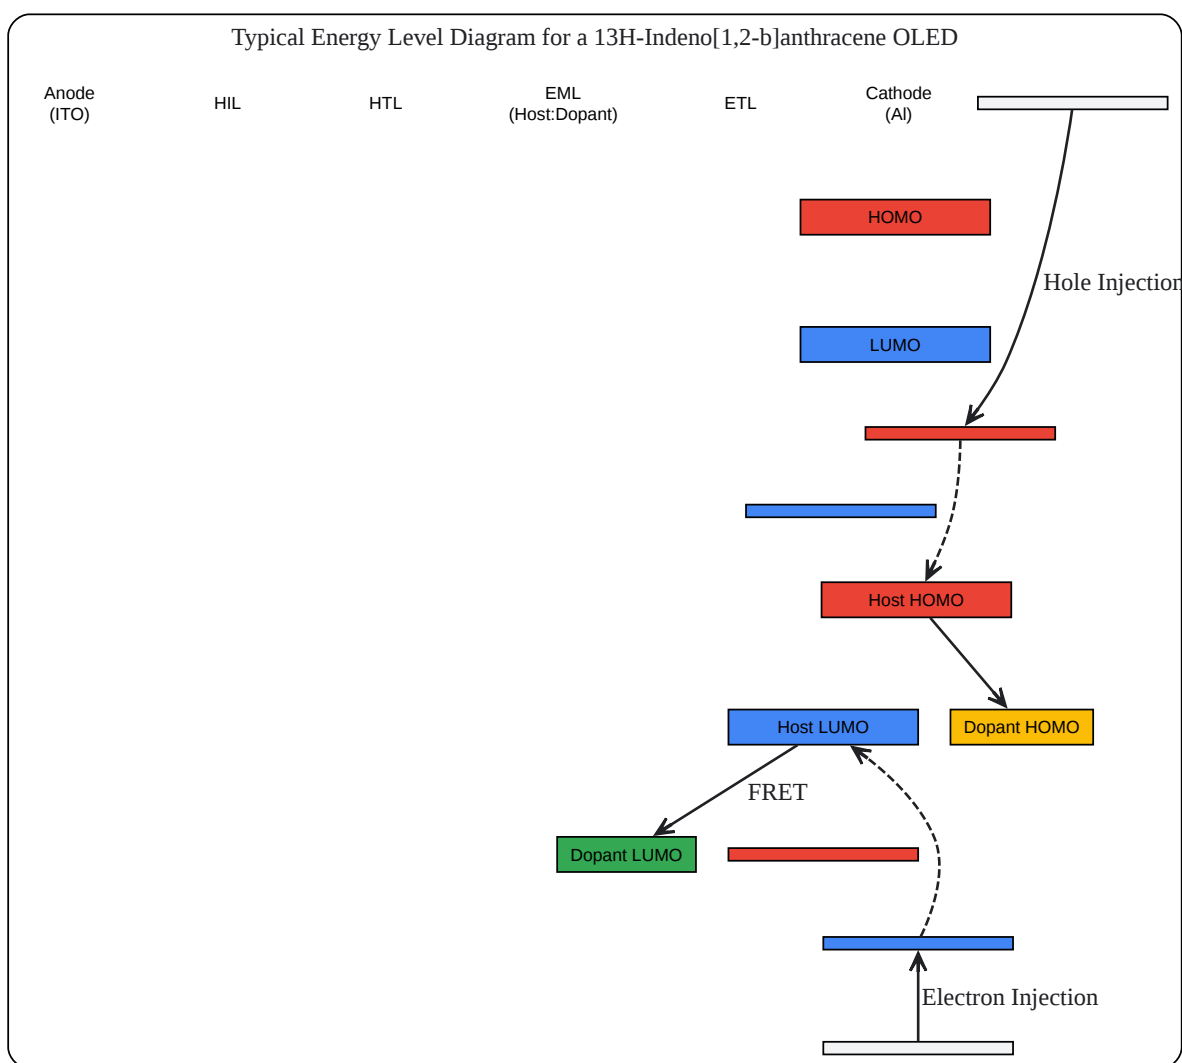 Typical Energy Level Diagram for a 13H-Indeno[1,2-b]anthracene OLED
Anode
(ITO)
HIL
HTL
EML
(Host:Dopant)
ETL
Cathode
(Al)
HOMO
Hole Injection
LUMO
Host HOMO
Host LUMO
Dopant HOMO
FRET
Dopant LUMO
Electron Injection